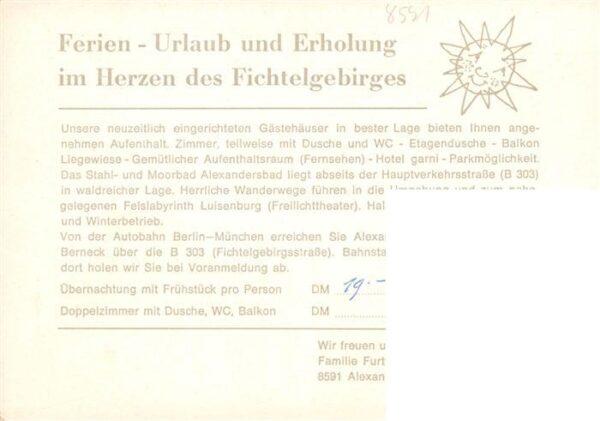 8591
Ferien - Urlaub und Erholung
im Herzen des Fichtelgebirges
Unsere neuzeitlich eingerichteten Gästehäuser in bester Lage bieten Ihnen ange-
nehmen Aufenthalt. Zimmer, teilweise mit Dusche und WC - Etagendusche - Balkon
Liegewiese - Gemütlicher Aufenthaltsraum (Fernsehen) - Hotel garni - Parkmöglichkeit.
Das Stahl- und Moorbad Alexandersbad liegt abseits der Hauptverkehrsstraße (B 303)
in waldreicher Lage. Herrliche Wanderwege führen in die Umgebung und zum nahe-
gelegenen Felslabyrinth Luisenburg (Freilichttheater). Hal
und Winterbetrieb.
Von der Autobahn Berlin—München erreichen Sie Alexa
Berneck über die B 303 (Fichtelgebirgsstraße). Bahnsta
dort holen wir Sie bei Voranmeldung ab.
Übernachtung mit Frühstück pro Person DM 19.-
Doppelzimmer mit Dusche, WC, Balkon DM
Wir freuen u
Familie Furt
8591 Alexan